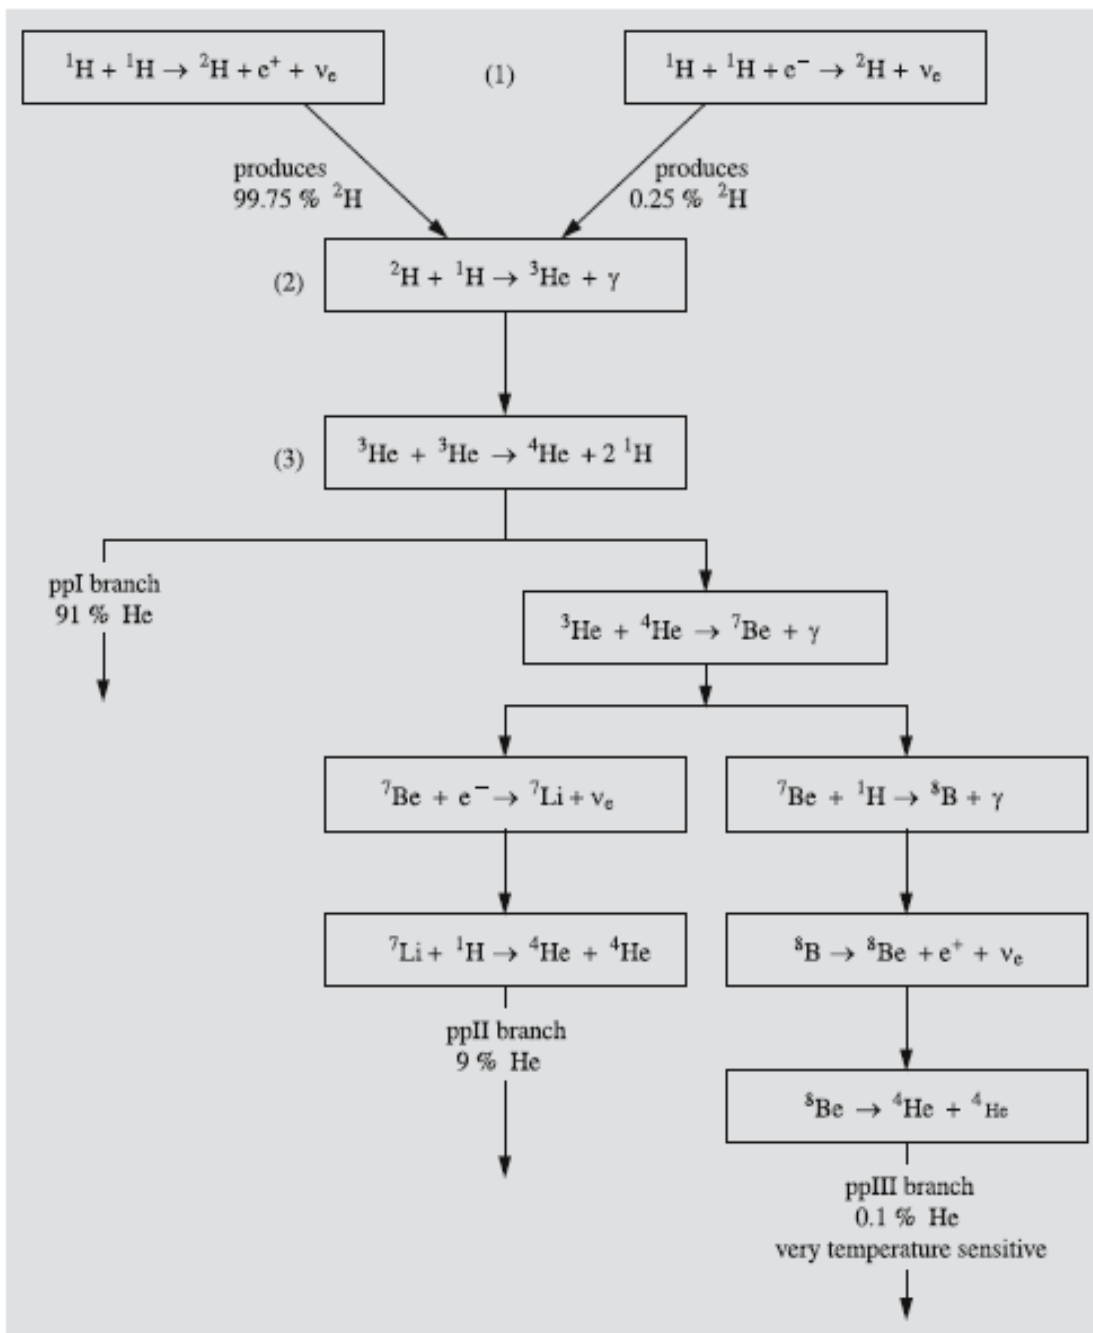 ¹H + ¹H → ²H + e⁺ + νₑ
(1)
¹H + ¹H + e⁻ → ²H + νₑ
produces
99.75 % ²H
produces
0.25 % ²H
(2)
²H + ¹H → ³He + γ
(3)
³He + ³He → ⁴He + 2 ¹H
ppI branch
91 % He
³He + ⁴He → ⁷Be + γ
⁷Be + e⁻ → ⁷Li + νₑ
⁷Be + ¹H → ⁸B + γ
⁷Li + ¹H → ⁴He + ⁴He
⁸B → ⁸Be + e⁺ + νₑ
ppII branch
9 % He
⁸Be → ⁴He + ⁴He
ppIII branch
0.1 % He
very temperature sensitive